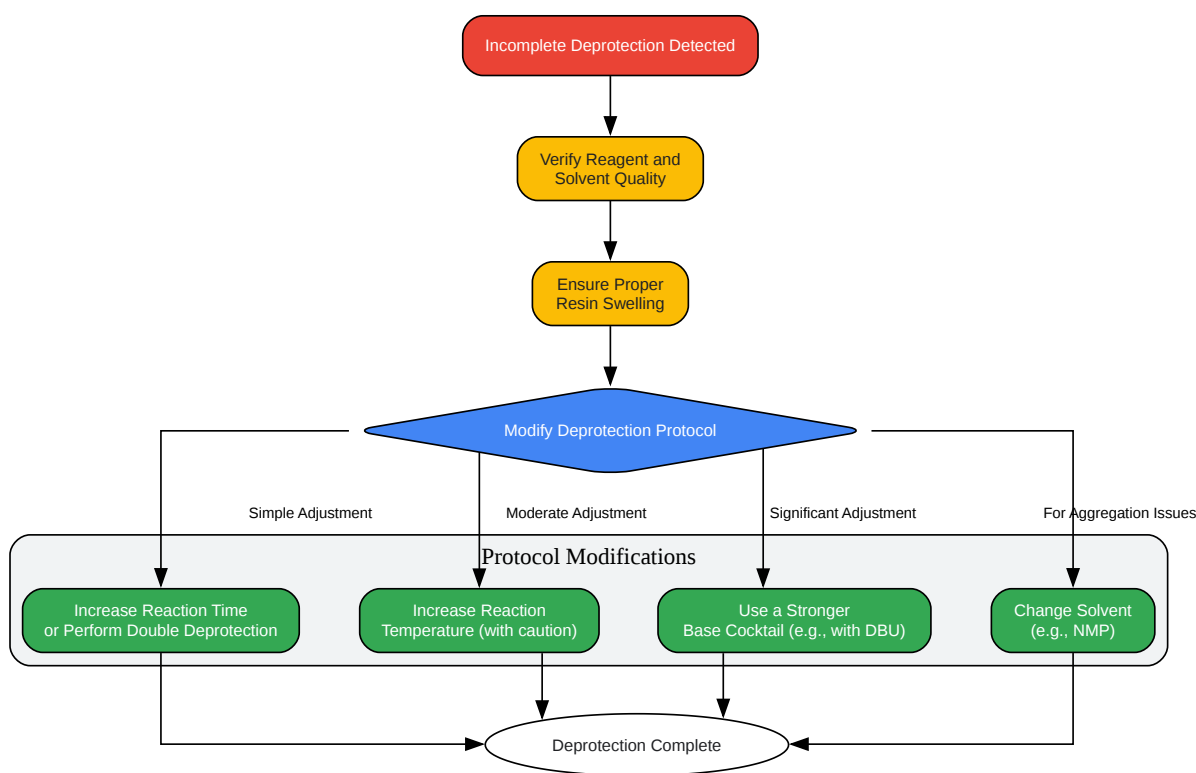 Incomplete Deprotection Detected
Verify Reagent and
Solvent Quality
Ensure Proper
Resin Swelling
Modify Deprotection Protocol
Simple Adjustment
Moderate Adjustment
Significant Adjustment
For Aggregation Issues
Protocol Modifications
Increase Reaction Time
or Perform Double Deprotection
Increase Reaction
Temperature (with caution)
Use a Stronger
Base Cocktail (e.g., with DBU)
Change Solvent
(e.g., NMP)
Deprotection Complete